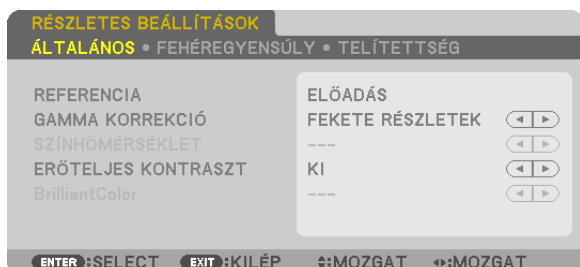 RÉSZLETES BEÁLLÍTÁSOK
ÁLTALÁNOS • FEHÉREGYENSÚLY • TELÍTETTSÉG
REFERENCIA ELŐADÁS
GAMMA KORREKCIÓ FEKETE RÉSZLETEK
SZÍNHŐMÉRSÉKLET ---
ERŐTELJES KONTRASZT KI
BrilliantColor ---
ENTER :SELECT EXIT :KILÉP :MOZGAT :MOZGAT